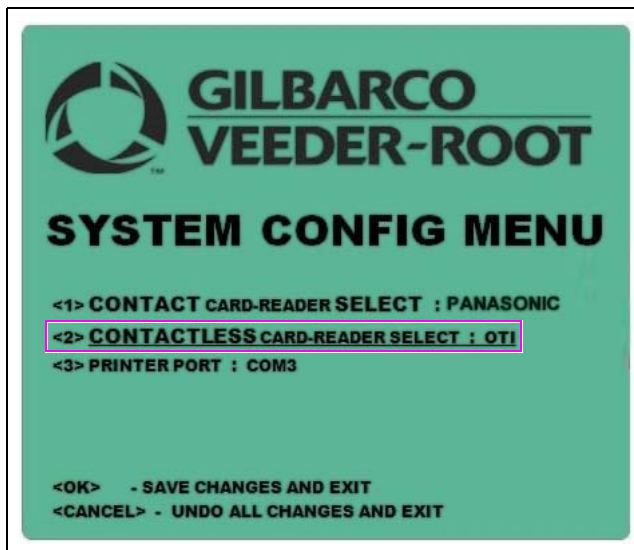 GILBARCO
VEEDER-ROOT
™
SYSTEM CONFIG MENU
<1> CONTACT CARD-READER SELECT : PANASONIC
<2> CONTACTLESS CARD-READER SELECT : OTI
<3> PRINTER PORT : COM3
<OK> - SAVE CHANGES AND EXIT
<CANCEL> - UNDO ALL CHANGES AND EXIT